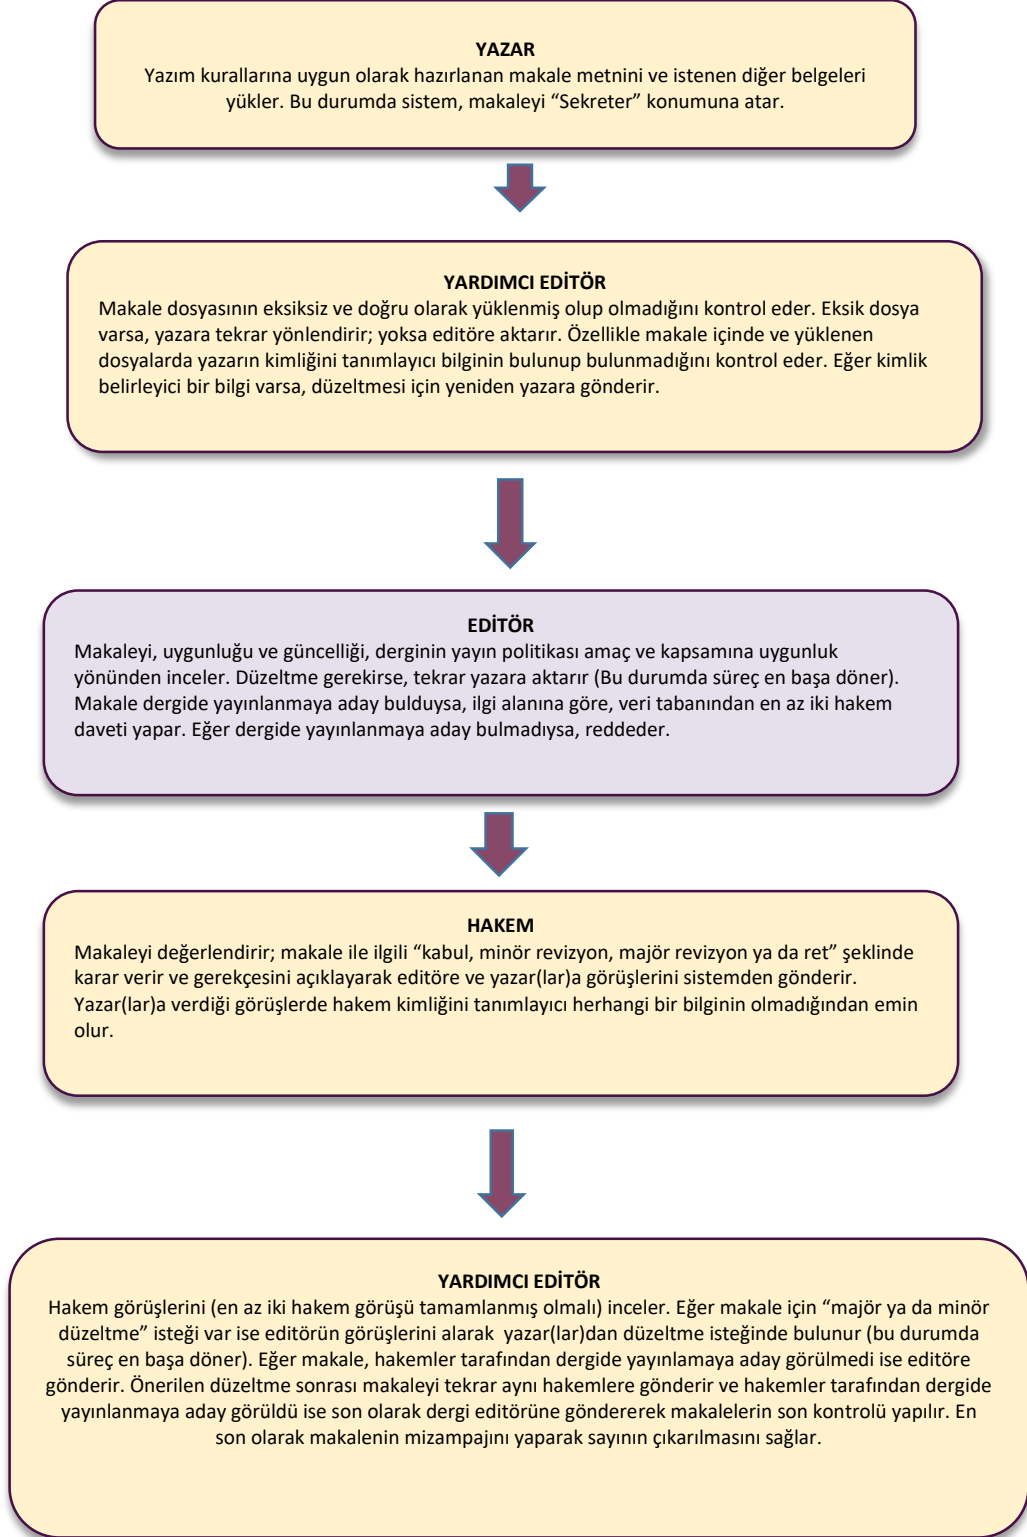 YAZAR
Yazım kurallarına uygun olarak hazırlanan makale metnini ve istenen diğer belgeleri
yükler. Bu durumda sistem, makaleyi “Sekreter” konumuna atar.
YARDIMCI EDİTÖR
Makale dosyasının eksiksiz ve doğru olarak yüklenmiş olup olmadığını kontrol eder. Eksik dosya
varsa, yazara tekrar yönlendirir; yoksa editöre aktarır. Özellikle makale içinde ve yüklenen
dosyalarda yazarın kimliğini tanımlayıcı bilginin bulunup bulunmadığını kontrol eder. Eğer kimlik
belirleyici bir bilgi varsa, düzeltmesi için yeniden yazara gönderir.
EDİTÖR
Makaleyi, uygunluğu ve güncelliği, derginin yayın politikası amaç ve kapsamına uygunluk
yönünden inceler. Düzeltme gerekirse, tekrar yazara aktarır (Bu durumda süreç en başa döner).
Makale dergide yayınlanmaya aday bulduysa, ilgi alanına göre, veri tabanından en az iki hakem
daveti yapar. Eğer dergide yayınlanmaya aday bulmadıysa, reddeder.
HAKEM
Makaleyi değerlendirir; makale ile ilgili “kabul, minör revizyon, majör revizyon ya da ret” şeklinde
karar verir ve gerekçesini açıklayarak editöre ve yazar(lar)a görüşlerini sistemden gönderir.
Yazar(lar)a verdiği görüşlerde hakem kimliğini tanımlayıcı herhangi bir bilginin olmadığından emin
olur.
YARDIMCI EDİTÖR
Hakem görüşlerini (en az iki hakem görüşü tamamlanmış olmalı) inceler. Eğer makale için “majör ya da minör
düzeltme” isteği var ise editörün görüşlerini alarak yazar(lar)dan düzeltme isteğinde bulunur (bu durumda
süreç en başa döner). Eğer makale, hakemler tarafından dergide yayınlamaya aday görülmedi ise editöre
gönderir. Önerilen düzeltme sonrası makaleyi tekrar aynı hakemlere gönderir ve hakemler tarafından dergide
yayınlanmaya aday görüldü ise son olarak dergi editörüne göndererek makalelerin son kontrolü yapılır. En
son olarak makalenin mizampajını yaparak sayının çıkarılmasını sağlar.